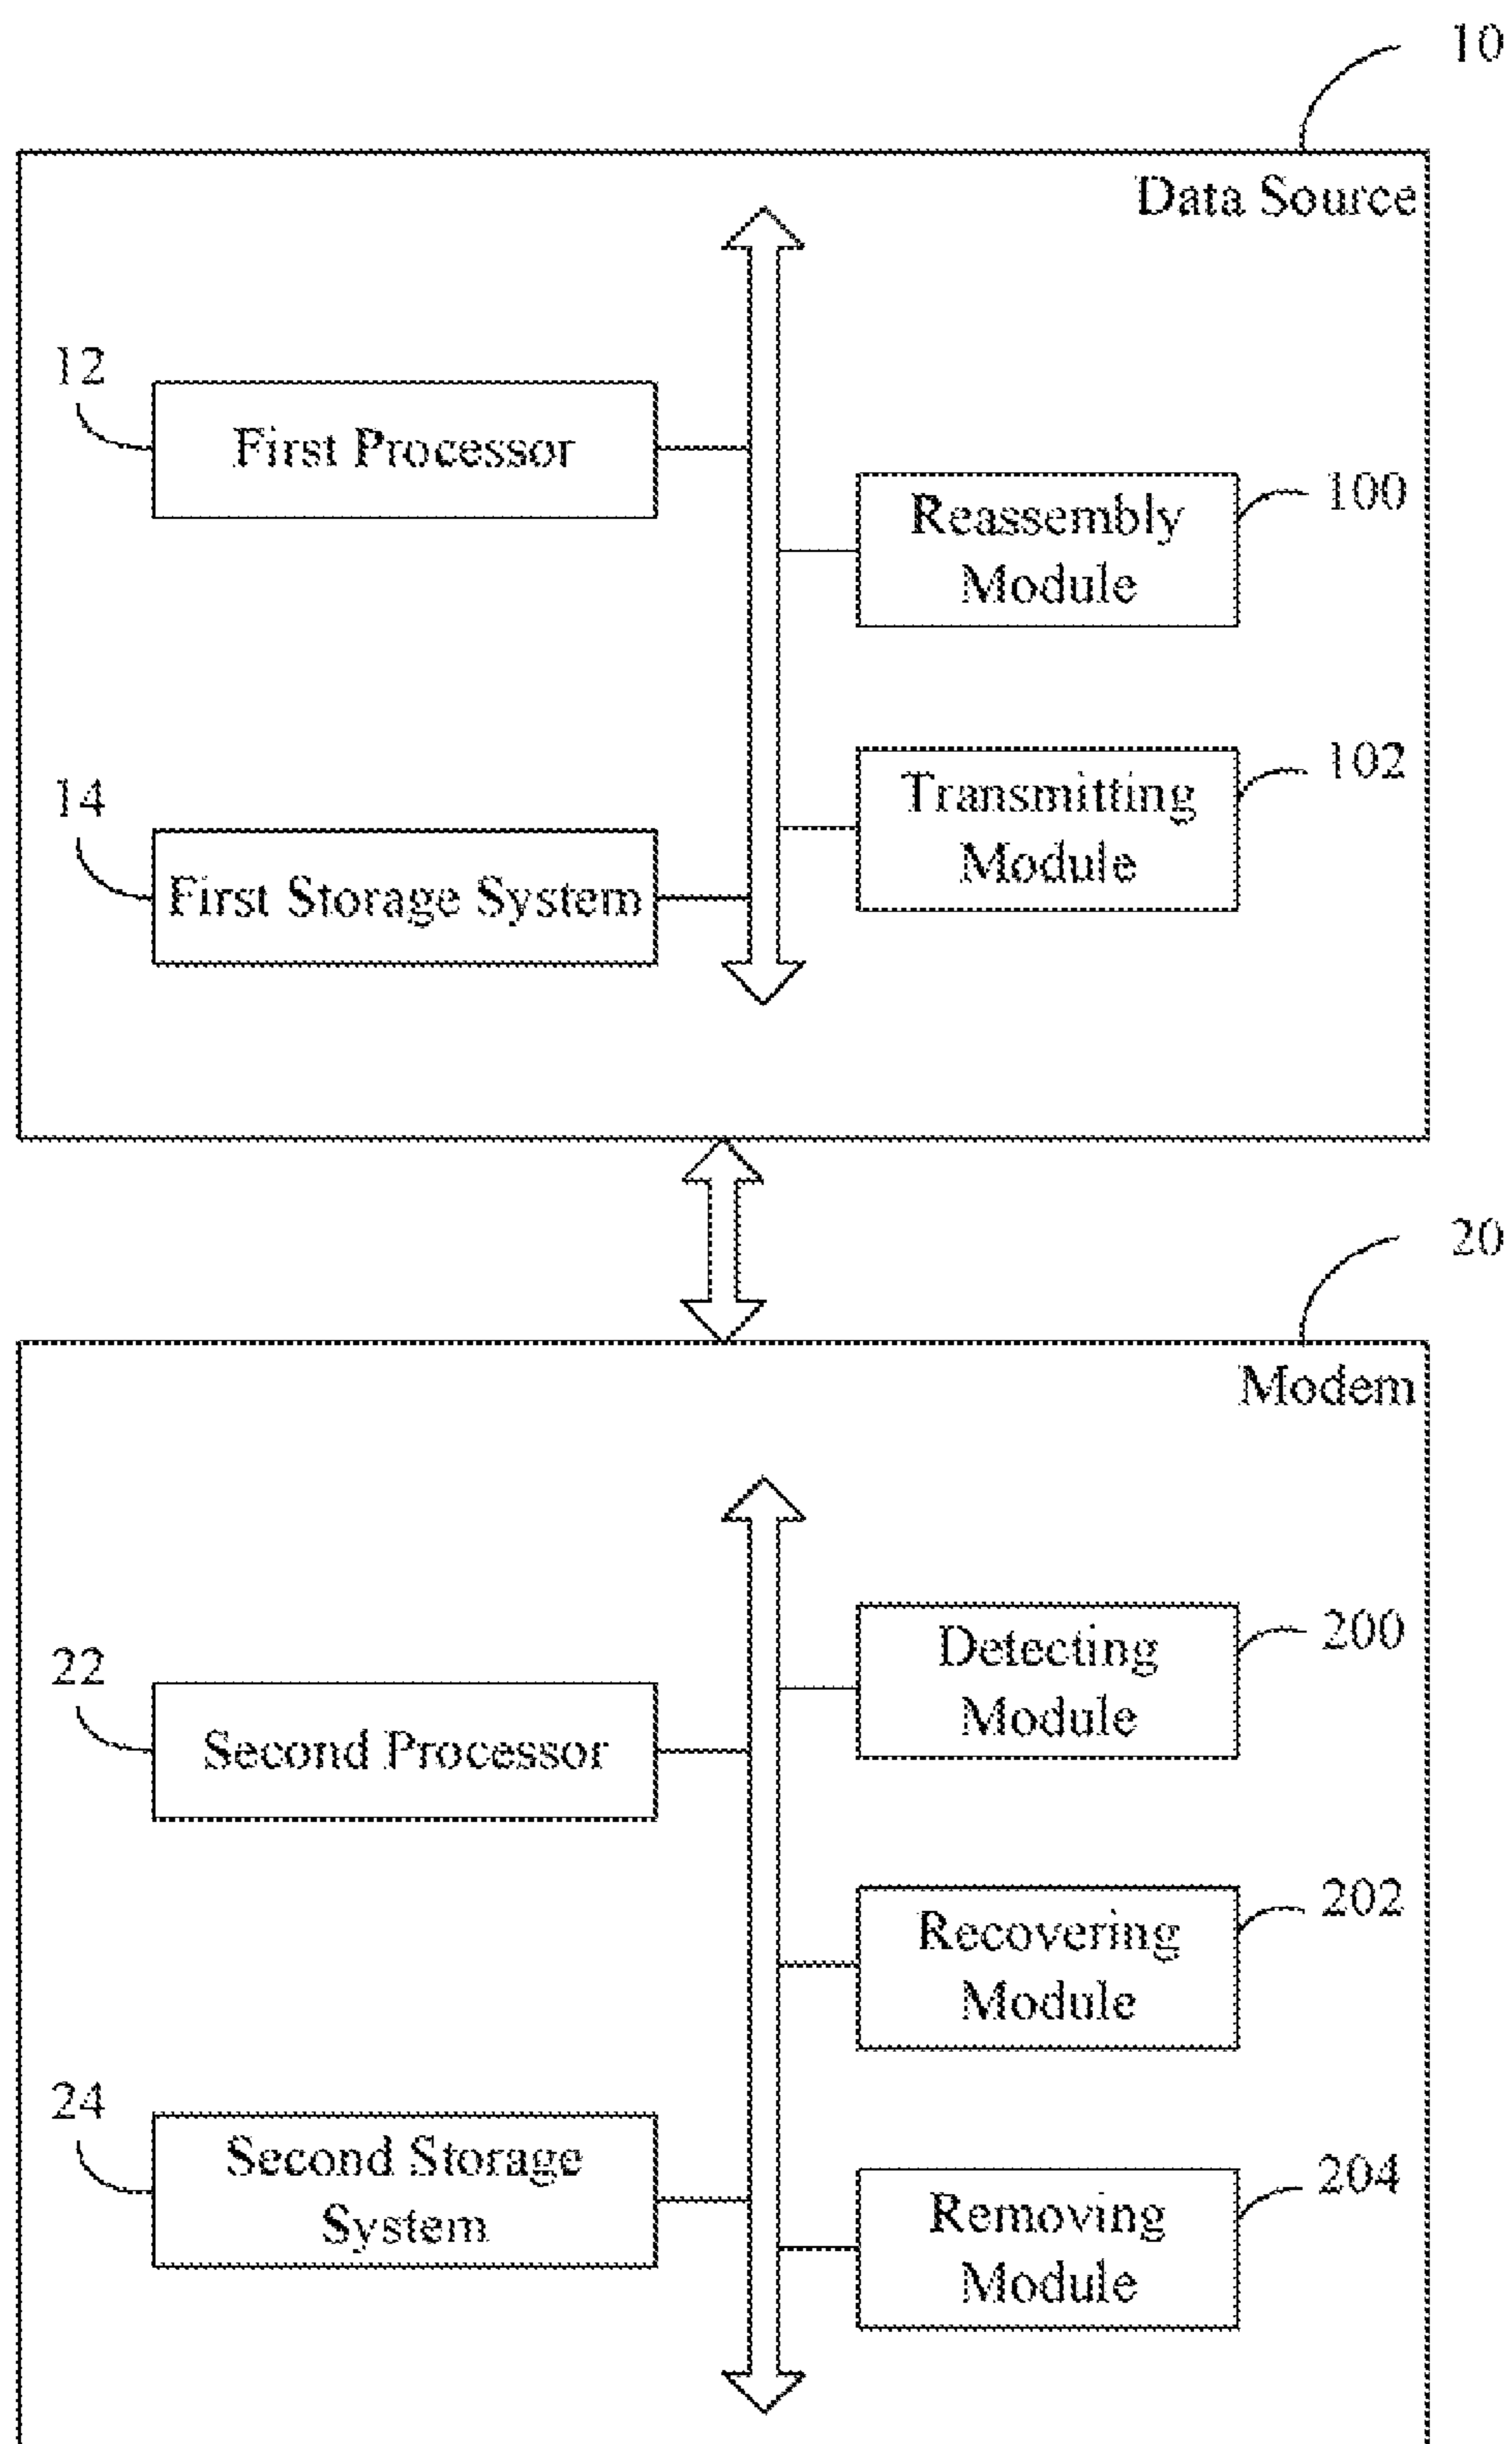 10
Data Source
12
First Processor
100
Reassembly
Module
102
Transmitting
Module
14
First Storage System
20
Modem
200
Detecting
Module
22
Second Processor
202
Recovering
Module
24
Second Storage
System
204
Removing
Module